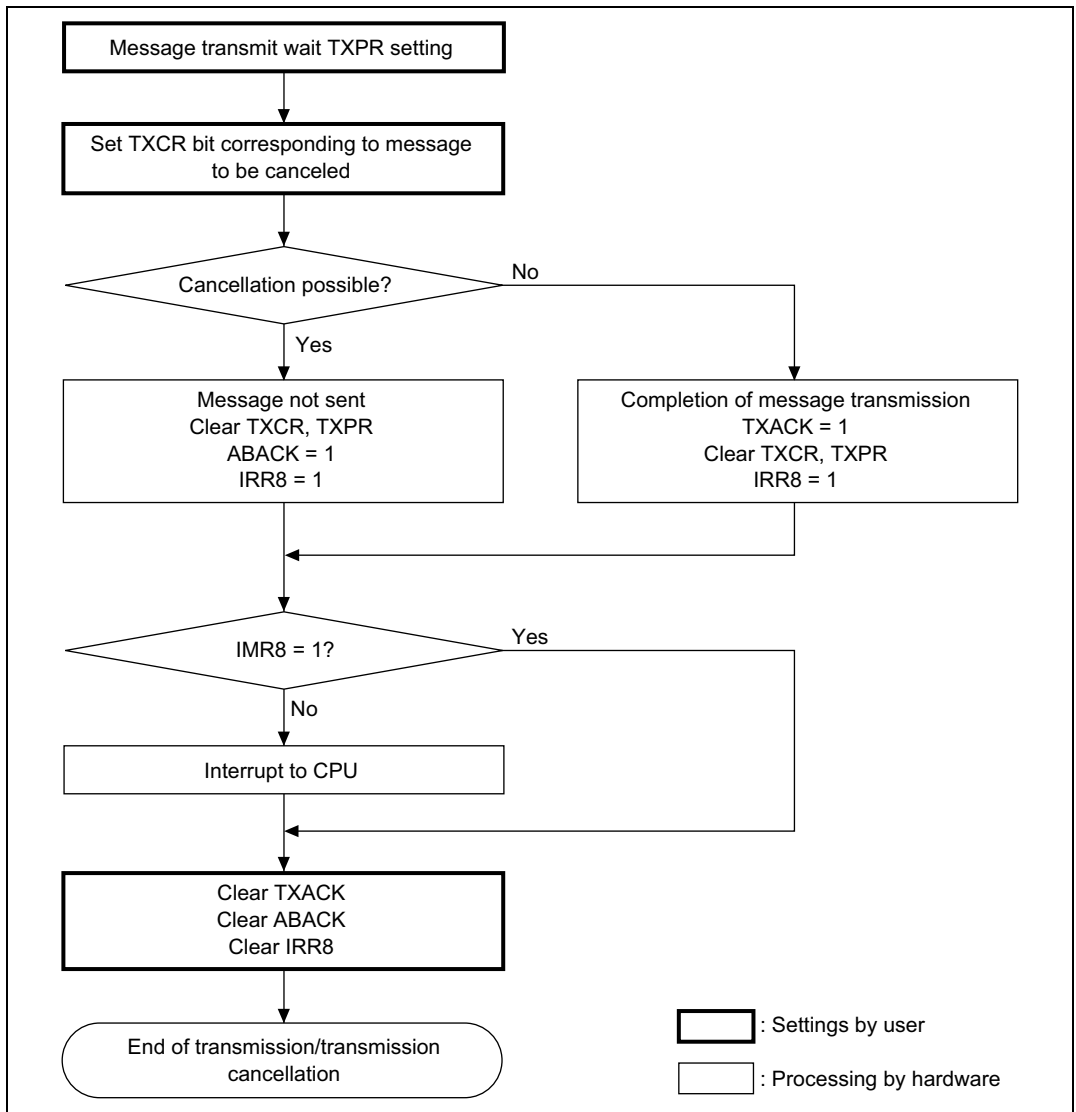 Message transmit wait TXPR setting
Set TXCR bit corresponding to message
to be canceled
Cancellation possible?
No
Yes
Message not sent
Clear TXCR, TXPR
ABACK = 1
IRR8 = 1
Completion of message transmission
TXACK = 1
Clear TXCR, TXPR
IRR8 = 1
IMR8 = 1?
Yes
No
Interrupt to CPU
Clear TXACK
Clear ABACK
Clear IRR8
End of transmission/transmission
cancellation
: Settings by user
: Processing by hardware